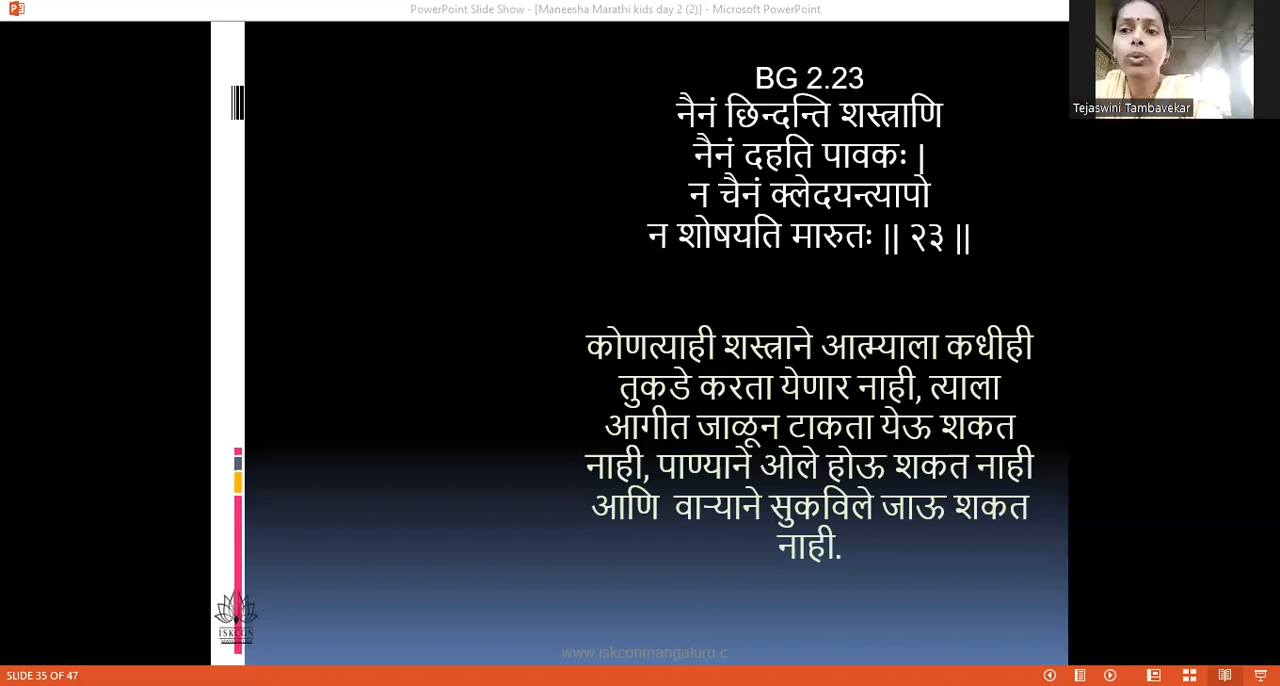 PowerPoint Slide Show - [Maneesha Marathi kids day 2 (2)] - Microsoft PowerPoint
Tejaswini Tambavekar
BG 2.23
नैनं छिन्दन्ति शस्त्राणि
नैनं दहति पावकः |
न चैनं क्लेदयन्त्यापो
न शोषयति मारुतः || २३ ||
कोणत्याही शस्त्राने आत्म्याला कधीही
तुकडे करता येणार नाही, त्याला
आगीत जाळून टाकता येऊ शकत
नाही, पाण्याने ओले होऊ शकत नाही
आणि वाऱ्याने सुकविले जाऊ शकत
नाही.
ISKCON
www.iskconmangaluru.c
SLIDE 35 OF 47